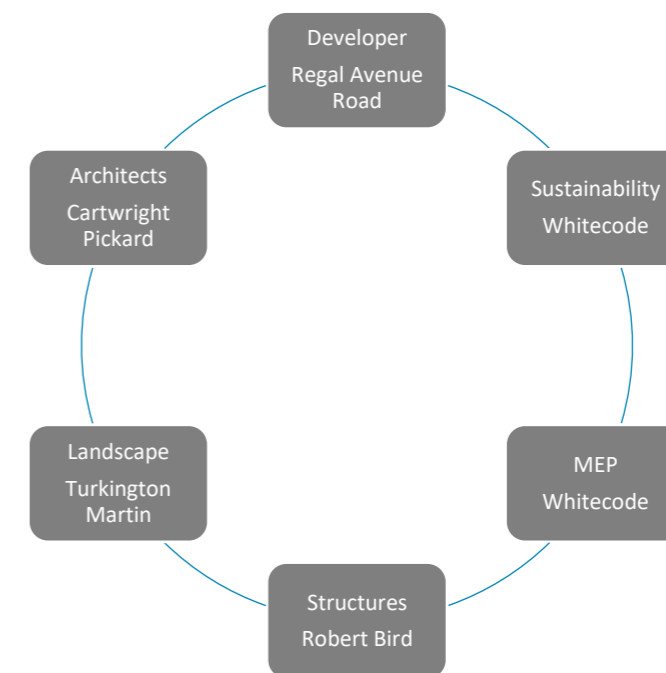 Developer
Regal Avenue
Road
Sustainability
Whitecode
MEP
Whitecode
Structures
Robert Bird
Landscape
Turkington
Martin
Architects
Cartwright
Pickard